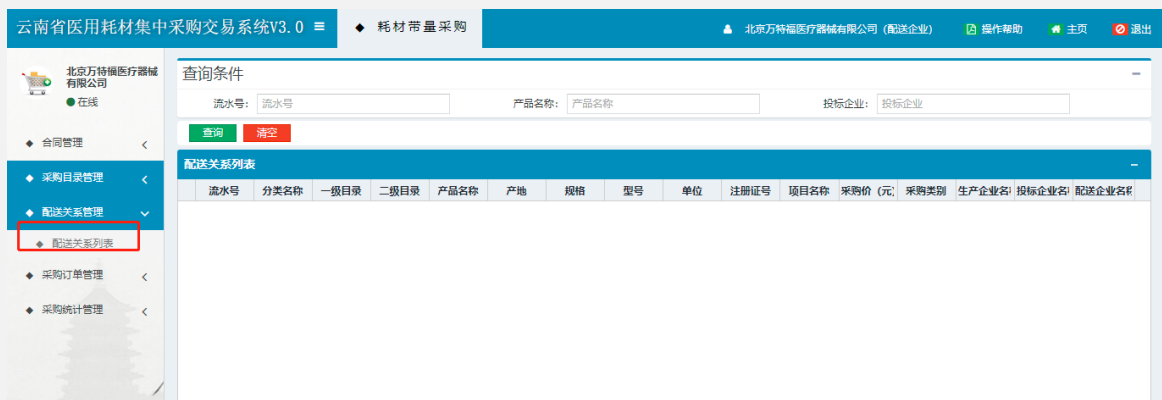 云南省医用耗材集中采购交易系统V3.0
耗材带量采购
北京万特福医疗器械有限公司（配送企业）
操作帮助
主页
退出
北京万特福医疗器械
有限公司
在线
合同管理
采购目录管理
配送关系管理
配送关系列表
采购订单管理
采购统计管理
查询条件
流水号： 流水号
产品名称： 产品名称
投标企业： 投标企业
查询 清空
配送关系列表
流水号 分类名称 一级目录 二级目录 产品名称 产地 规格 型号 单位 注册证号 项目名称 采购价（元） 采购类别 生产企业名 投标企业名 配送企业名称